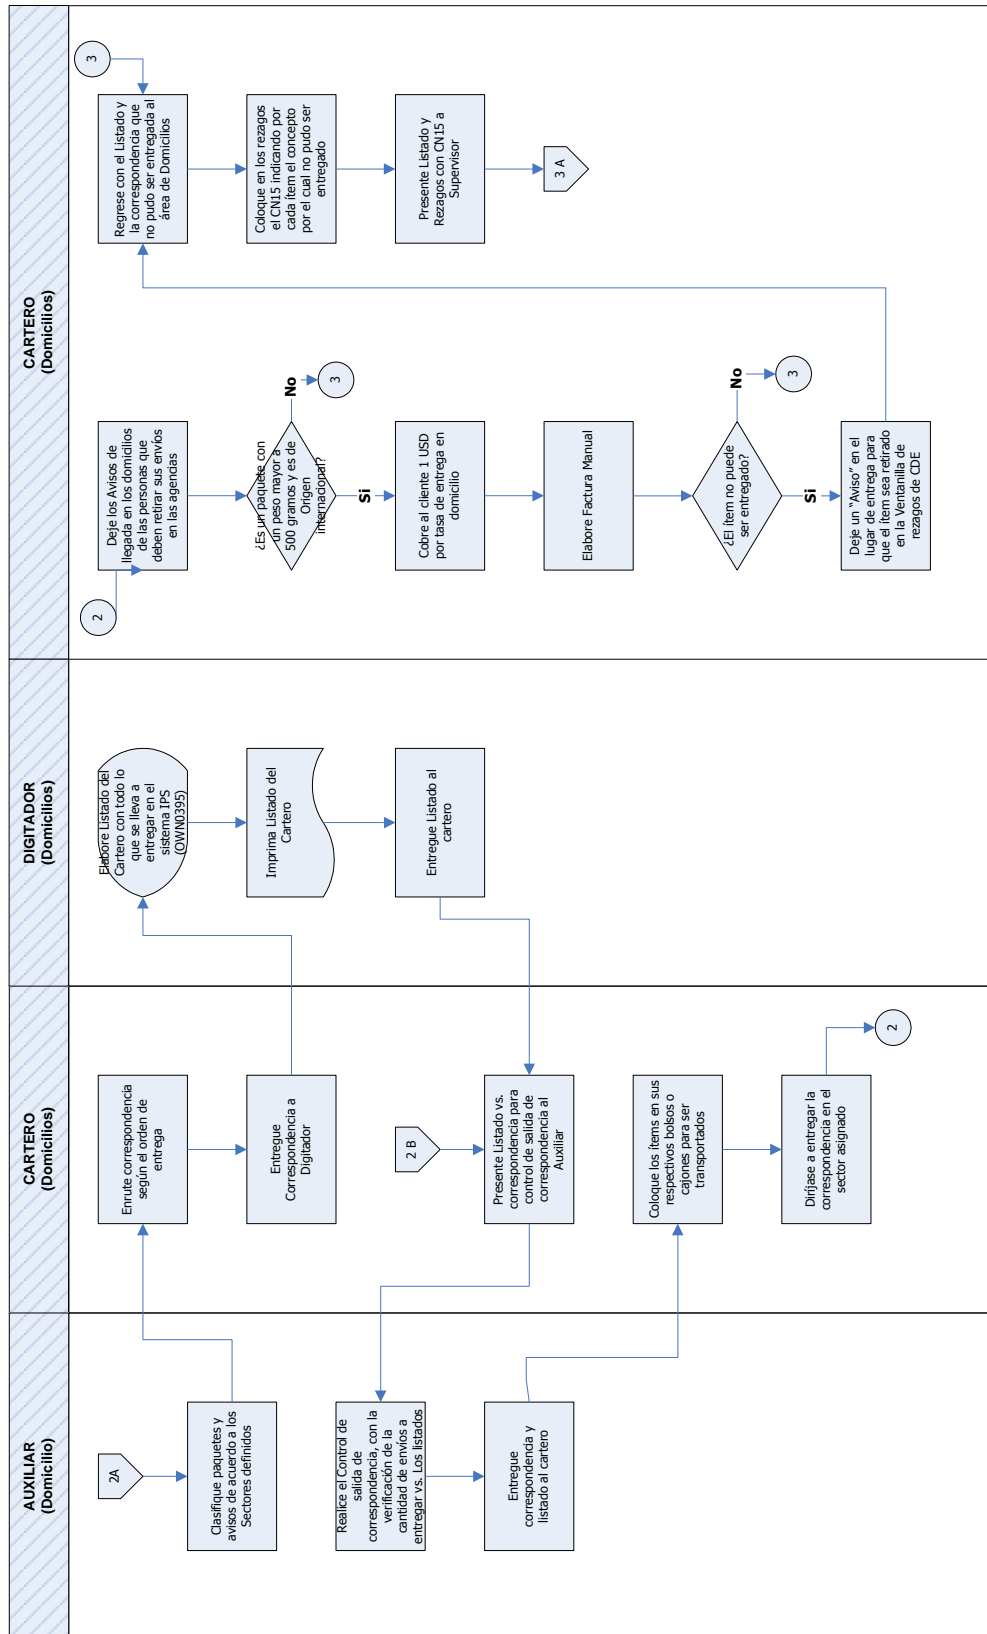 AUXILIAR
(Domicilio)
CARTERO
(Domicilios)
DIGITADOR
(Domicilios)
CARTERO
(Domicilios)
2A
Clasifique paquetes y
avisos de acuerdo a los
Sectores definidos
Realice el Control de
salida de
correspondencia, con la
verificación de la
cantidad de envíos a
entregar vs. Los listados
Entregue
correspondencia y
listado al cartero
Enrute correspondencia
según el orden de
entrega
Entregue
Correspondencia a
Digitador
2 B
Presente Listado vs.
correspondencia para
control de salida de
correspondencia al
Auxiliar
Coloque los ítems en sus
respectivos bolsos o
cajones para ser
transportados
Diríjase a entregar la
correspondencia en el
sector asignado
2
Elabore Listado del
Cartero con todo lo
que se lleva a
entregar en el
sistema IPS
(OWN0395)
Imprima Listado del
Cartero
Entregue Listado al
cartero
2
Deje los Avisos de
llegada en los domicilios
de las personas que
deben retirar sus envíos
en las agencias
¿Es un paquete con
un peso mayor a
500 gramos y es de
Origen
internacional?
No
3
Si
Cobre al cliente 1 USD
por tasa de entrega en
domicilio
Elabore Factura Manual
¿El ítem no puede
ser entregado?
No
3
Si
Deje un "Aviso" en el
lugar de entrega para
que el ítem sea retirado
en la Ventanilla de
rezagos de CDE
3
Regrese con el Listado y
la correspondencia que
no pudo ser entregada al
área de Domicilios
Coloque en los rezagos
el CN15 indicando por
cada ítem el concepto
por el cual no pudo ser
entregado
Presente Listado y
Rezagos con CN15 a
Supervisor
3 A